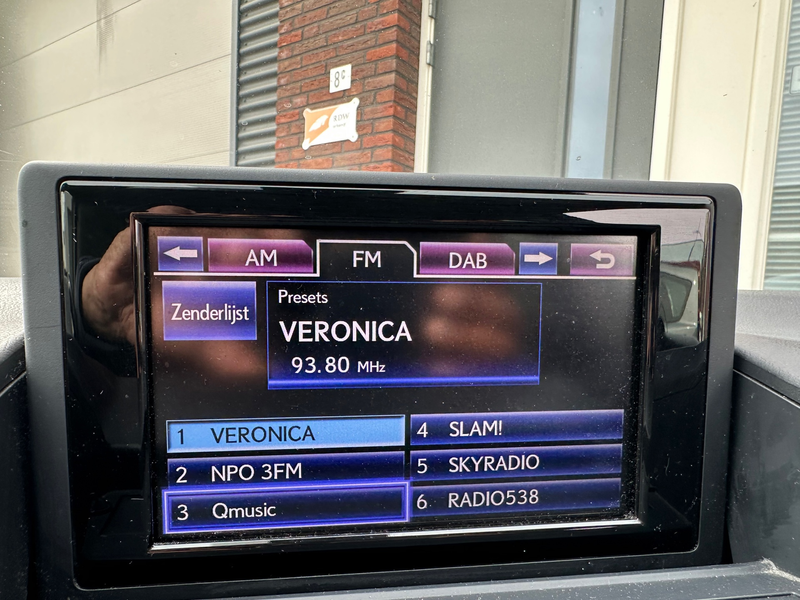 8c
RDW
AM
FM
DAB
Zenderlijst
Presets
VERONICA
93.80 MHz
1 VERONICA
2 NPO 3FM
3 Qmusic
4 SLAM!
5 SKYRADIO
6 RADIO538